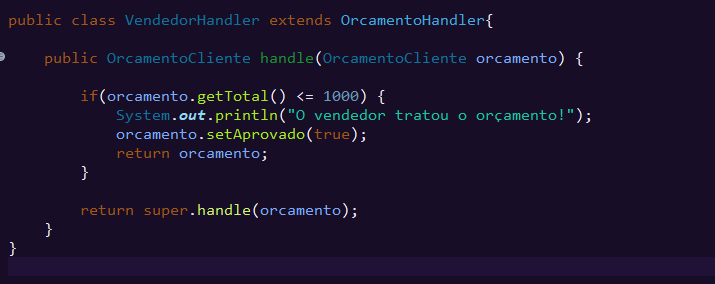 public class VendedorHandler extends OrcamentoHandler{
public OrcamentoCliente handle(OrcamentoCliente orcamento) {
if(orcamento.getTotal() <= 1000) {
System.out.println("O vendedor tratou o orçamento!");
orcamento.setAprovado(true);
return orcamento;
}
return super.handle(orcamento);
}
}